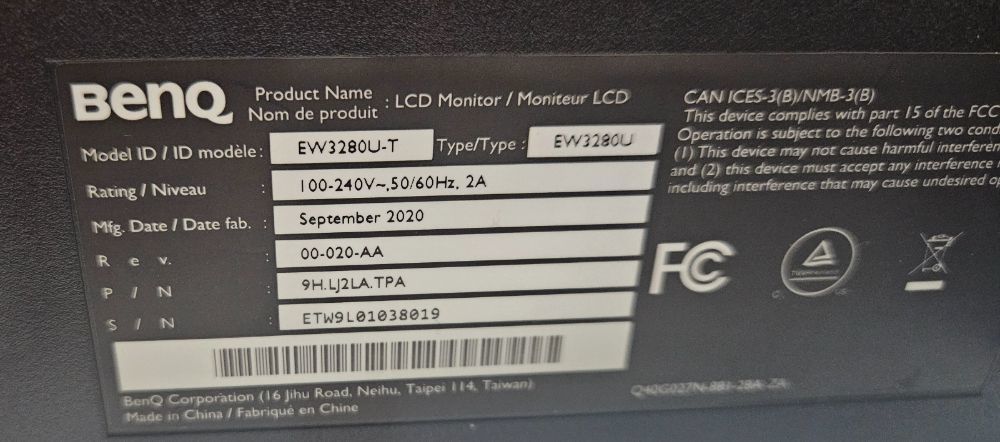 BenQ
Product Name
Nom de produit
: LCD Monitor / Moniteur LCD
Model ID / ID modèle : EW3280U-T Type/Type : EW3280U
Rating / Niveau : 100-240V~,50/60Hz, 2A
Mfg. Date / Date fab. : September 2020
R e v. : 00-020-AA
P / N : 9H.LJ2LA.TPA
S / N : ETW9L01038019
BenQ Corporation (16 Jihu Road, Neihu, Taipei 114, Taiwan)
Made in China / Fabriqué en Chine
CAN ICES-3(B)/NMB-3(B)
This device complies with part 15 of the FCC
Operation is subject to the following two cond
(1) This device may not cause harmful interferen
and (2) this device must accept any interference
including interference that may cause undesired op
FC